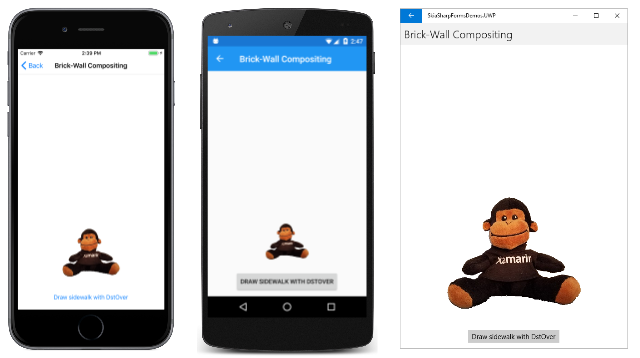 Carrier 2:39 PM
Back Brick-Wall Compositing
Draw sidewalk with DstOver
2:47
Brick-Wall Compositing
DRAW SIDEWALK WITH DSTOVER
SkiaSharpFormsDemos.UWP
Brick-Wall Compositing
Xamarin
Draw sidewalk with DstOver